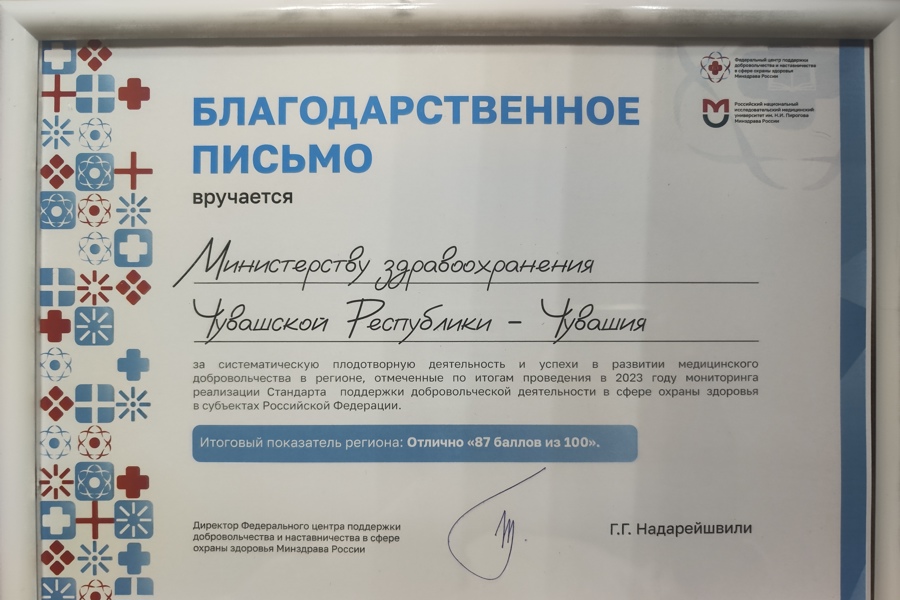 Федеральный центр поддержки
добровольчества и наставничества
в сфере охраны здоровья
Минздрава России
Российский национальный
исследовательский медицинский
университет им. Н.И. Пирогова
Минздрава России
БЛАГОДАРСТВЕННОЕ
ПИСЬМО
вручается
Министерству здравоохранения
Чувашской Республики – Чувашия
за систематическую плодотворную деятельность и успехи в развитии медицинского
добровольчества в регионе, отмеченные по итогам проведения в 2023 году мониторинга
реализации Стандарта поддержки добровольческой деятельности в сфере охраны здоровья
в субъектах Российской Федерации.
Итоговый показатель региона: Отлично «87 баллов из 100».
Директор Федерального центра поддержки
добровольчества и наставничества в сфере
охраны здоровья Минздрава России
Г.Г. Надарейшвили